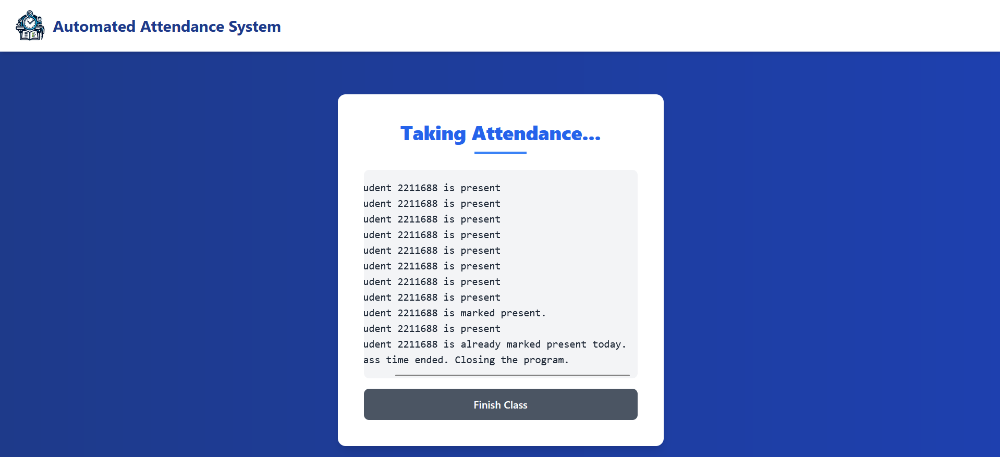 Automated Attendance System
Taking Attendance...
udent 2211688 is present
udent 2211688 is present
udent 2211688 is present
udent 2211688 is present
udent 2211688 is present
udent 2211688 is present
udent 2211688 is present
udent 2211688 is present
udent 2211688 is marked present.
udent 2211688 is present
udent 2211688 is already marked present today.
ass time ended. Closing the program.
Finish Class